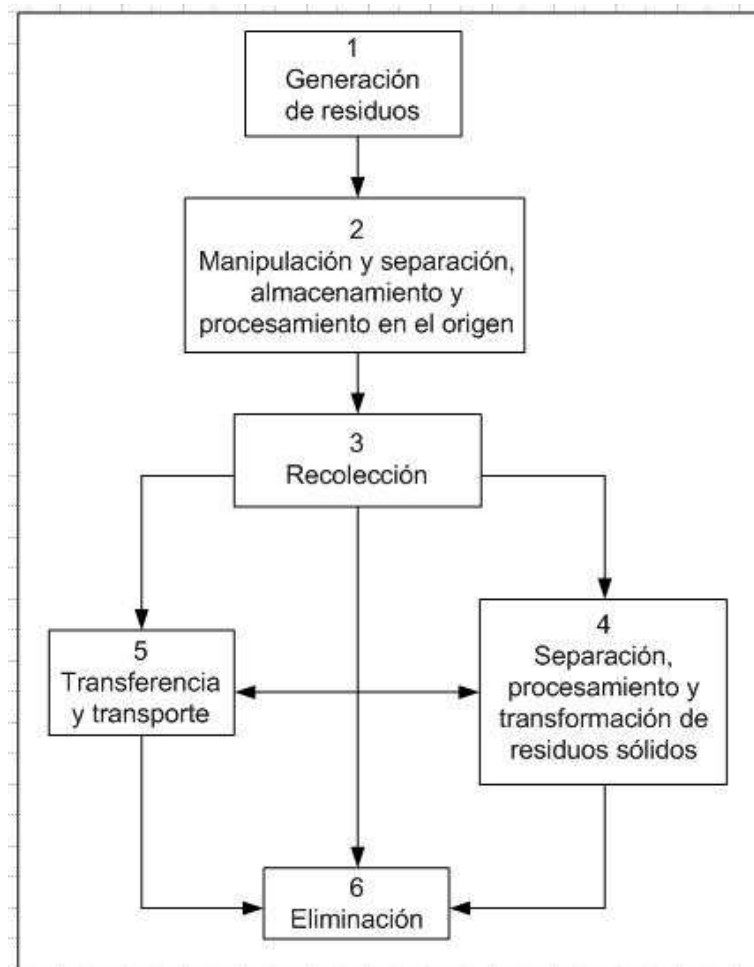 1
Generación
de residuos
2
Manipulación y separación,
almacenamiento y
procesamiento en el origen
3
Recolección
5
Transferencia
y transporte
4
Separación,
procesamiento y
transformación de
residuos sólidos
6
Eliminación